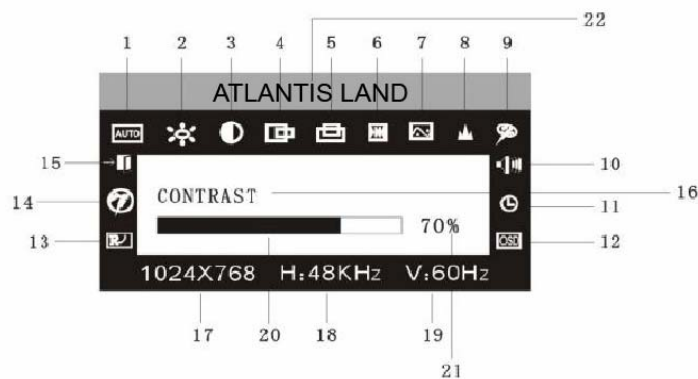 22
1 2 3 4 5 6 7 8 9
ATLANTIS LAND
AUTO
15 10
CONTRAST 16
14 11
70%
13 OSD 12
1024X768 H:48KHz V:60Hz
17 20 18 19
21